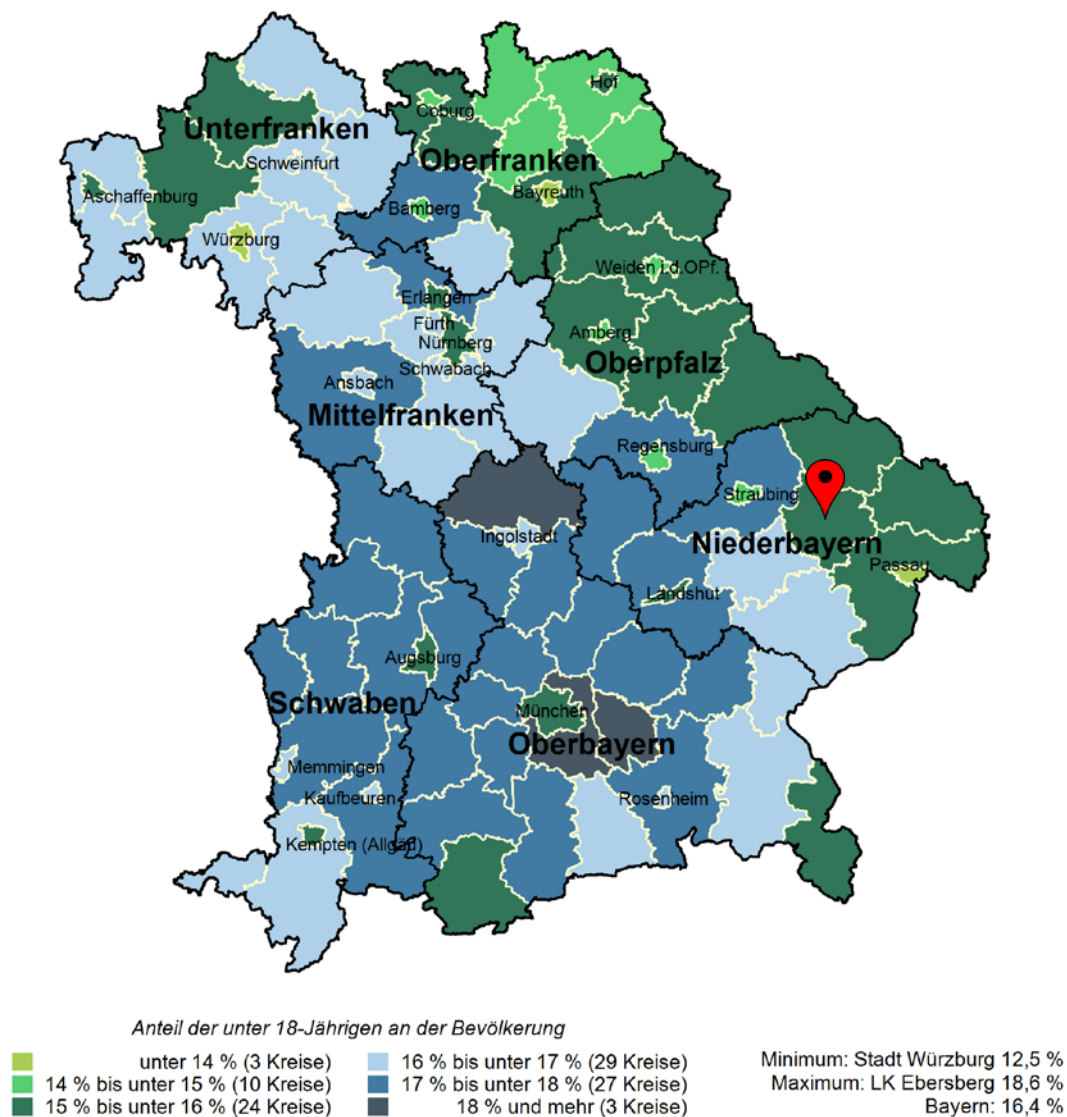 Hof
Coburg
Unterfranken
Schweinfurt
Oberfranken
Aschaffenburg
Bayreuth
Bamberg
Würzburg
Weiden i.d.OPf.
Erlangen
Fürth
Amberg
Nürnberg
Oberpfalz
Schwabach
Ansbach
Mittelfranken
Regensburg
Straubing
Ingolstadt
Niederbayern
Passau
Landshut
Augsburg
Schwaben
München
Oberbayern
Memmingen
Kaufbeuren
Rosenheim
Kempten (Allgäu)
Anteil der unter 18-Jährigen an der Bevölkerung
unter 14 % (3 Kreise)
14 % bis unter 15 % (10 Kreise)
15 % bis unter 16 % (24 Kreise)
16 % bis unter 17 % (29 Kreise)
17 % bis unter 18 % (27 Kreise)
18 % und mehr (3 Kreise)
Minimum: Stadt Würzburg 12,5 %
Maximum: LK Ebersberg 18,6 %
Bayern: 16,4 %